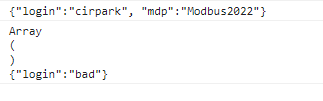 {"login":"cirpark", "mdp":"Modbus2022"}
Array
(
)
{"login":"bad"}